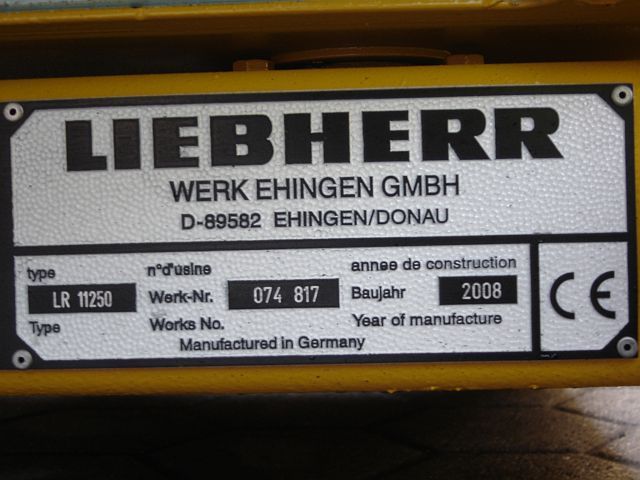 LIEBHERR
WERK EHINGEN GMBH
D-89582 EHINGEN/DONAU
type
LR 11250
Type
n°d'usine
Werk-Nr. 074 817
Works No.
annee de construction
Baujahr 2008
Year of manufacture
Manufactured in Germany
CE